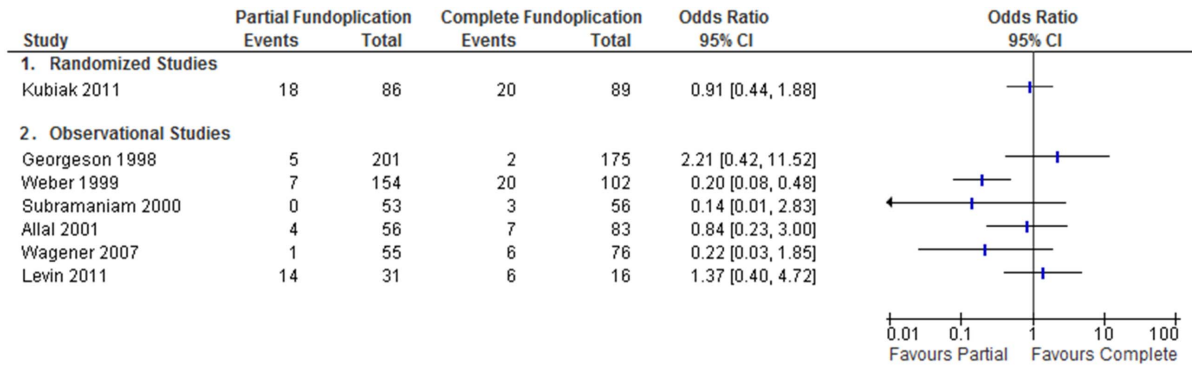 Partial Fundoplication Complete Fundoplication Odds Ratio Odds Ratio
Study Events Total Events Total 95% CI 95% CI
1. Randomized Studies
Kubiak 2011 18 86 20 89 0.91 [0.44, 1.88]
2. Observational Studies
Georgeson 1998 5 201 2 175 2.21 [0.42, 11.52]
Weber 1999 7 154 20 102 0.20 [0.08, 0.48]
Subramaniam 2000 0 53 3 56 0.14 [0.01, 2.83]
Allal 2001 4 56 7 83 0.84 [0.23, 3.00]
Wagener 2007 1 55 6 76 0.22 [0.03, 1.85]
Levin 2011 14 31 6 16 1.37 [0.40, 4.72]
0.01 0.1 1 10 100
Favours Partial Favours Complete